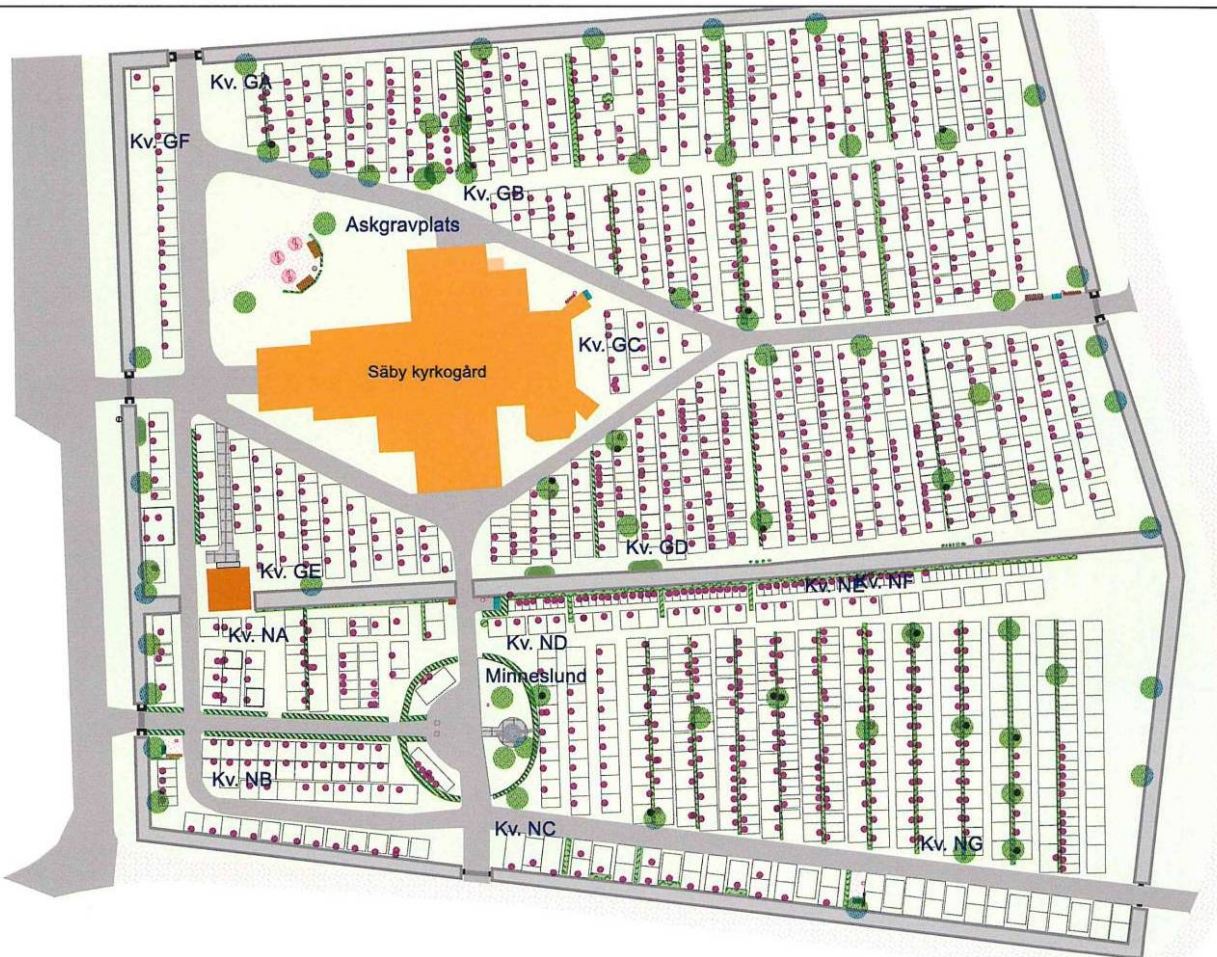 Kv. GA
Kv. GF
Kv. GB
Askgravplats
Kv. GC
Säby kyrkogård
Kv. GD
Kv. GE
Kv. NE
Kv. NF
Kv. NA
Kv. ND
Minneslund
Kv. NB
Kv. NC
Kv. NG